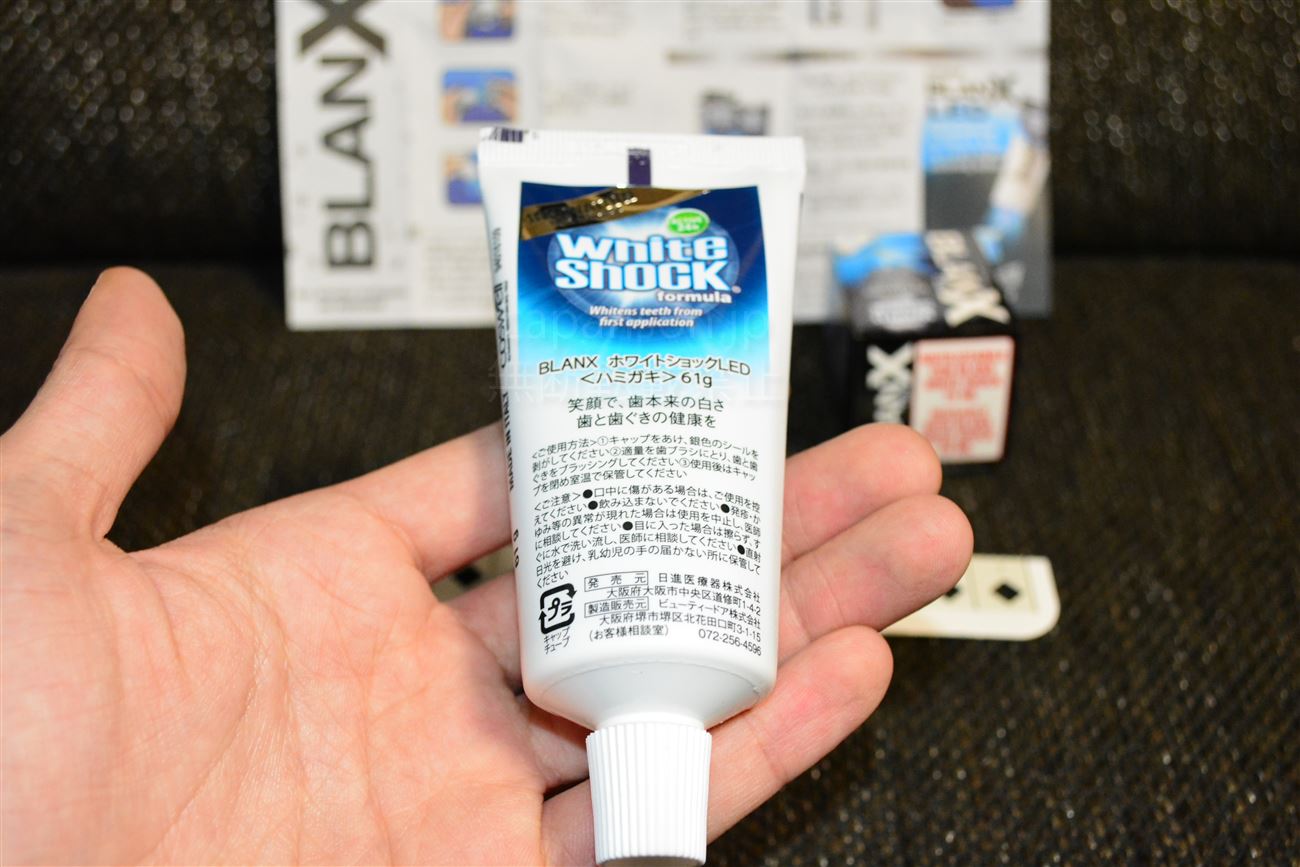 BLANX
White
Shock
formula
Whitens teeth from
first application
BLANX ホワイトショックLED
<ハミガキ>61g
笑顔で、歯本来の白さ
歯と歯ぐきの健康を
<ご使用方法>①キャップをあけ、銀色のシールを
剥がしてください②適量を歯ブラシにとり、歯と歯
ぐきをブラッシングしてください③使用後はキャッ
プを閉め室温で保管してください
<ご注意>●口中に傷がある場合は、ご使用を控
えてください●飲み込まないでください●発疹・か
ゆみ等の異常が現れた場合は使用を中止し、医師
に相談してください●目に入った場合は擦らず、す
ぐに水で洗い流し、医師に相談してください●直射
日光を避け、乳幼児の手の届かない所に保管して
ください
発売元 日進医療器株式会社
大阪府大阪市中央区道修町1-4-2
製造販売元 ビューティードア株式会社
大阪府堺市堺区北花田口町3-1-15
(お客様相談室) 072-256-4596
プラ
キャップ
チューブ
BLANX
BLANX